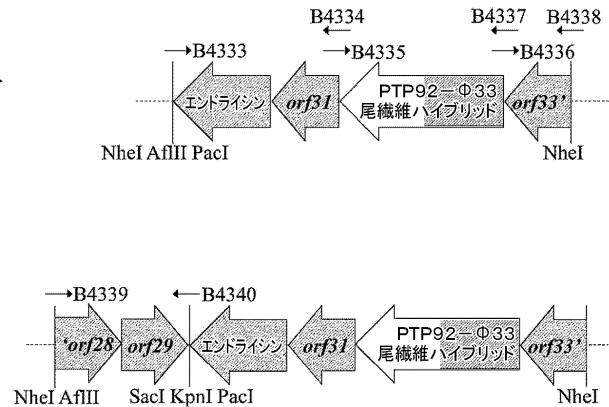 B4334
B4337
B4338
B4333
B4335
B4336
エンドライシン
orf31
PTP92-Φ33
尾繊維ハイブリッド
orf33'
NheI AflII PacI
NheI
B4339
B4340
'orf28
orf29
エンドライシン
orf31
PTP92-Φ33
尾繊維ハイブリッド
orf33'
NheI AflII
SacI KpnI PacI
NheI